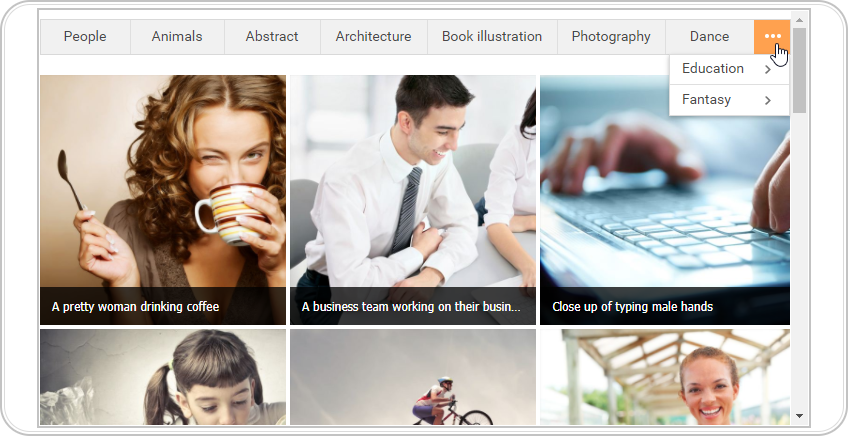 People Animals Abstract Architecture Book illustration Photography Dance
Education
Fantasy
A pretty woman drinking coffee
A business team working on their busin...
Close up of typing male hands